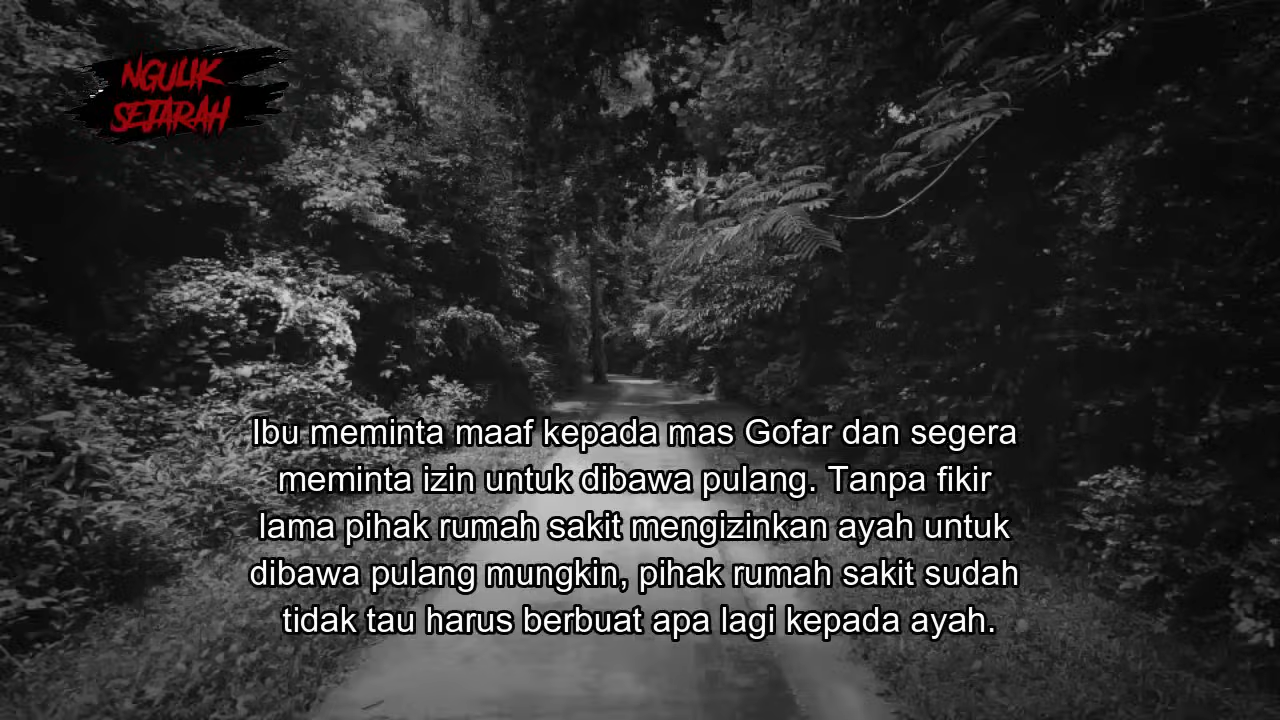 NGULIK
SEJARAH
Ibu meminta maaf kepada mas Gofar dan segera
meminta izin untuk dibawa pulang. Tanpa fikir
lama pihak rumah sakit mengizinkan ayah untuk
dibawa pulang mungkin, pihak rumah sakit sudah
tidak tau harus berbuat apa lagi kepada ayah.